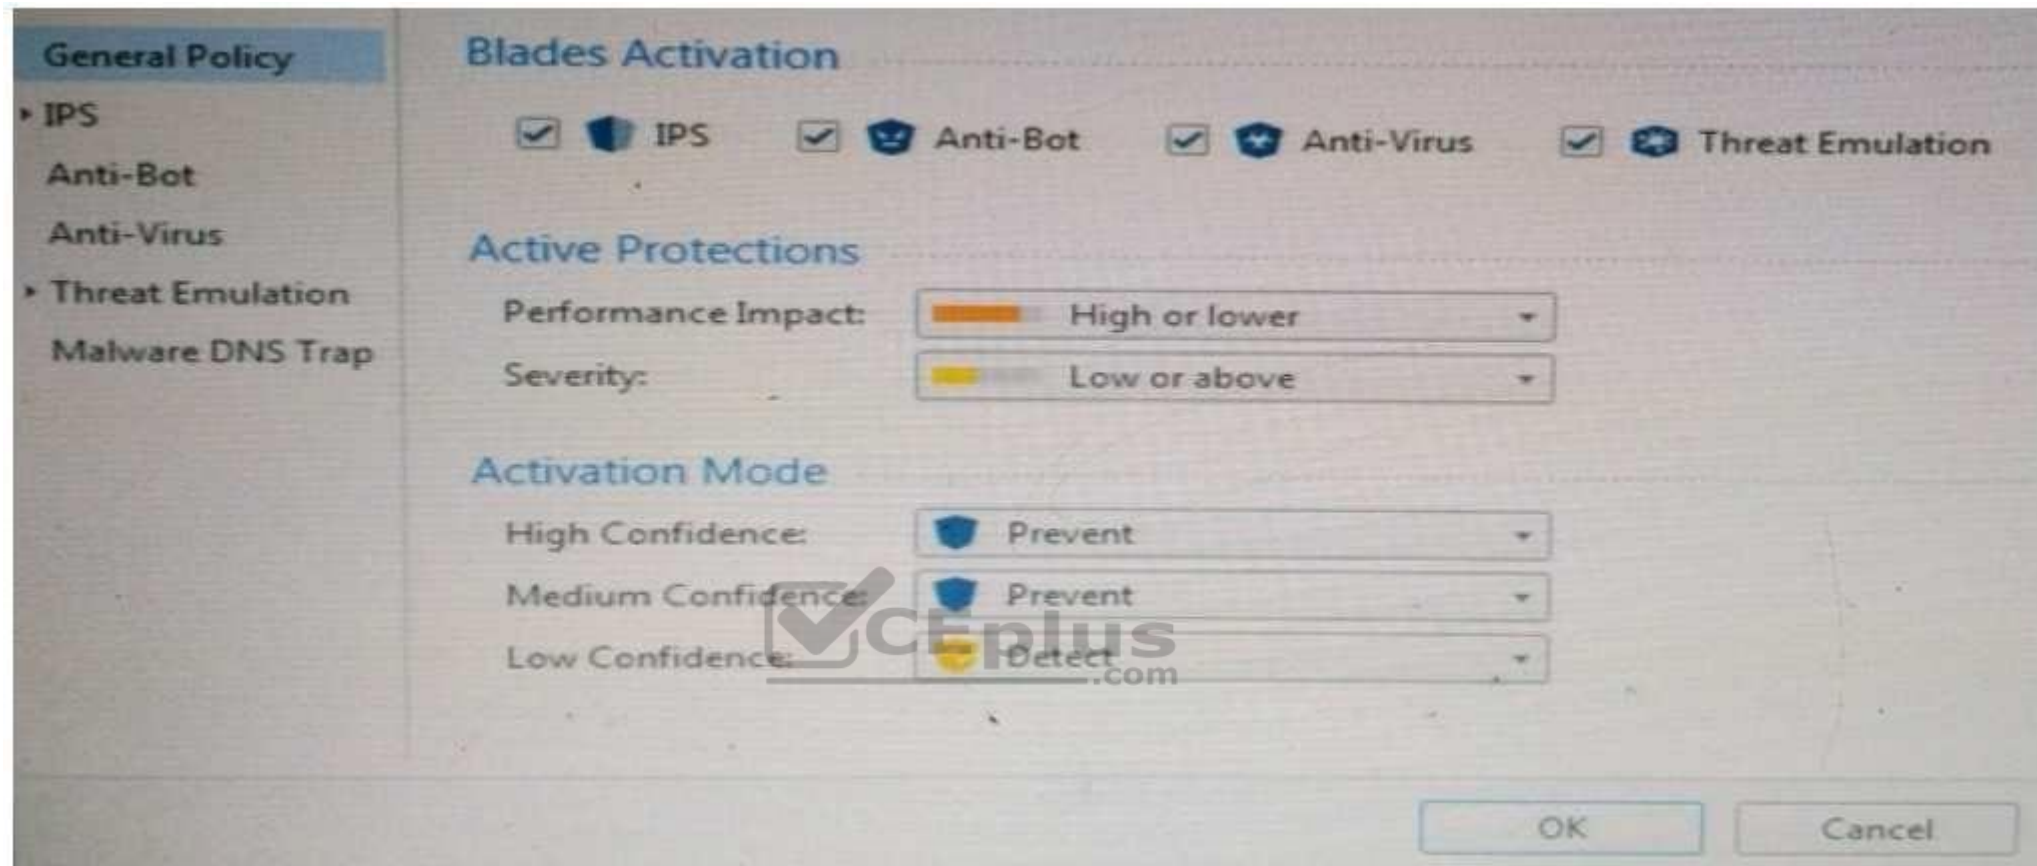 General Policy
IPS
Anti-Bot
Anti-Virus
Threat Emulation
Malware DNS Trap
Blades Activation
IPS Anti-Bot Anti-Virus Threat Emulation
Active Protections
Performance Impact: High or lower
Severity: Low or above
Activation Mode
High Confidence: Prevent
Medium Confidence: Prevent
Low Confidence: Detect
CEplus
.com
OK Cancel